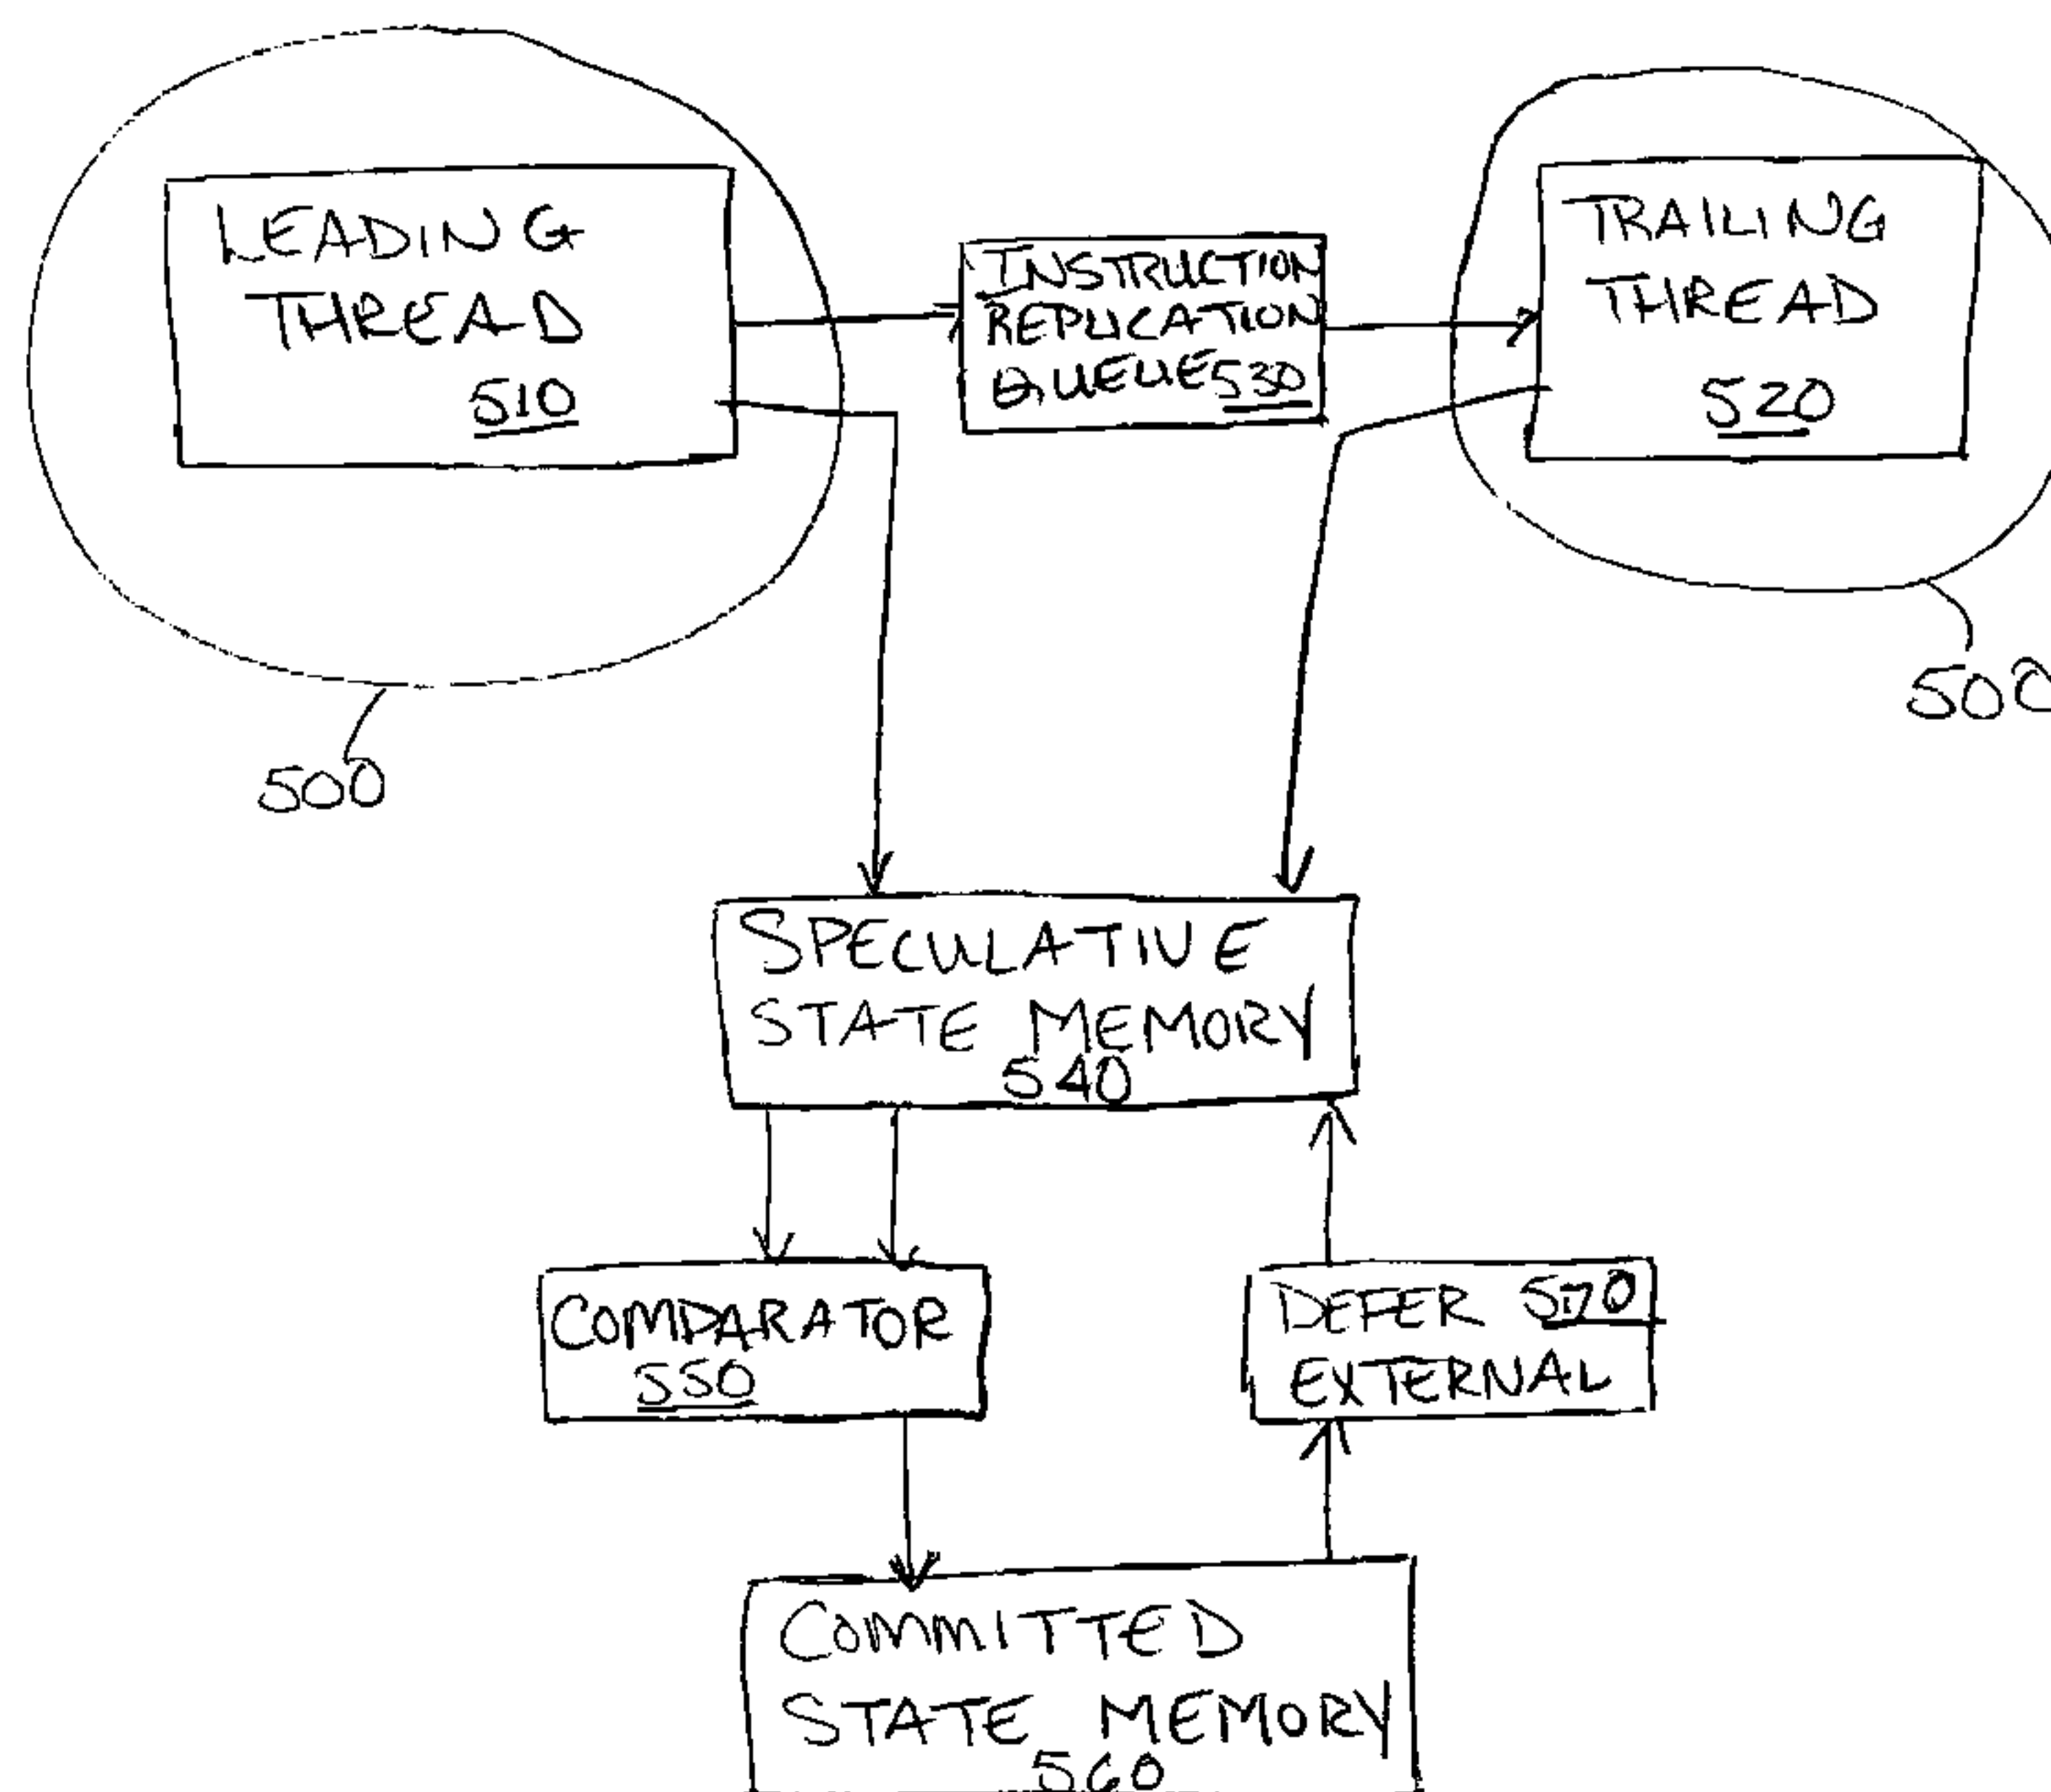 LEADING
THREAD
510
INSTRUCTION
REPLICATION
QUEUE 530
TRAILING
THREAD
520
500
500
SPECULATIVE
STATE MEMORY
540
COMPARATOR
550
DEFER 570
EXTERNAL
COMMITTED
STATE MEMORY
560